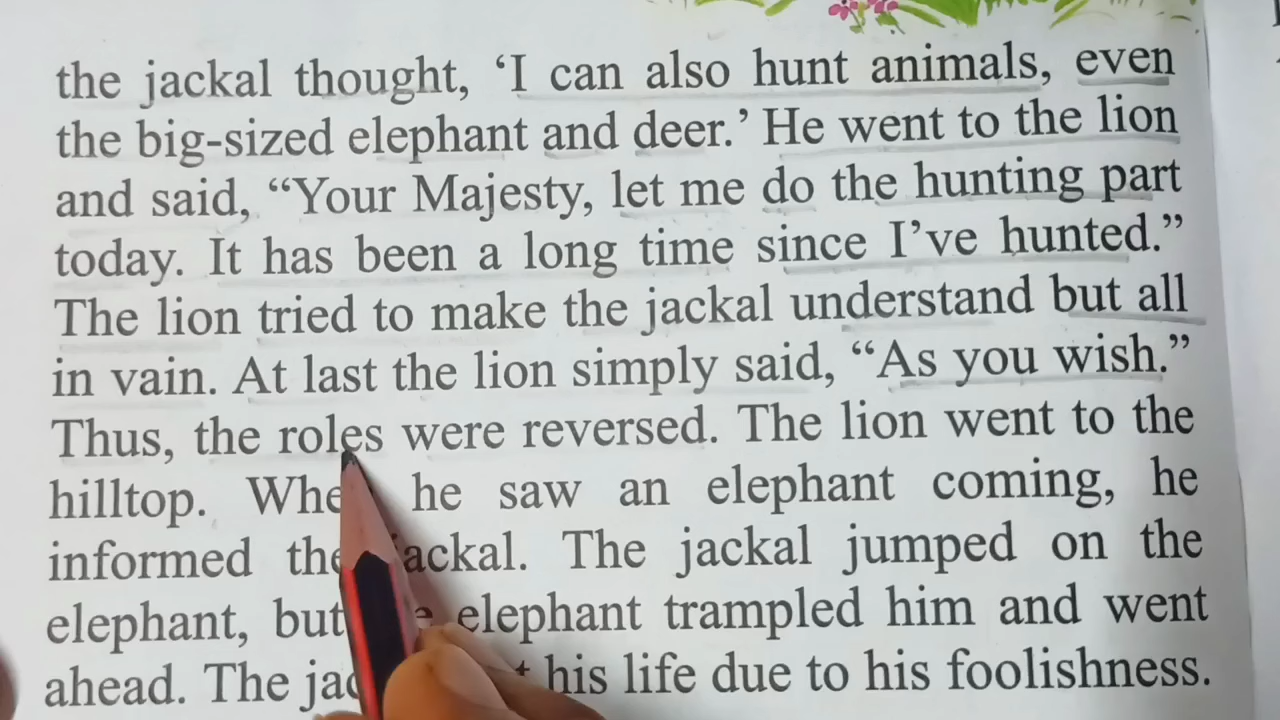 the jackal thought, ‘I can also hunt animals, even
the big-sized elephant and deer.’ He went to the lion
and said, “Your Majesty, let me do the hunting part
today. It has been a long time since I’ve hunted.”
The lion tried to make the jackal understand but all
in vain. At last the lion simply said, “As you wish.”
Thus, the roles were reversed. The lion went to the
hilltop. he saw an elephant coming, he
informed jackal. The jackal jumped on the
elephant, but elephant trampled him and went
ahead. The his life due to his foolishness.